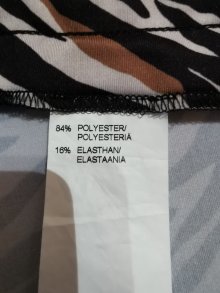 84% POLYESTER/
POLYESTERIÄ
16% ELASTHAN/
ELASTAANIA